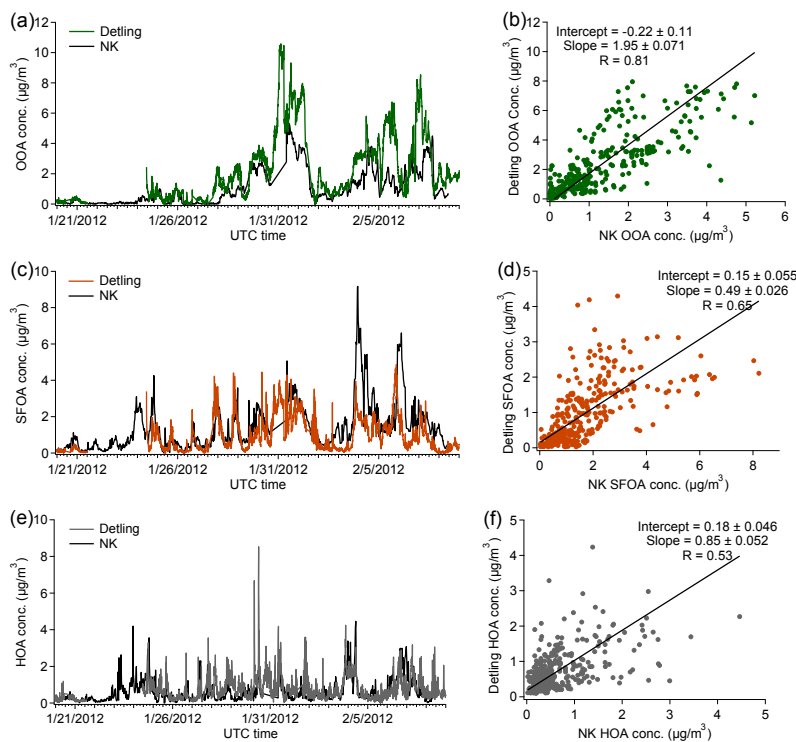 (a)
12
10
8
6
4
2
0
OOA conc. (µg/m³)
Detling
NK
1/21/2012
1/26/2012
1/31/2012
2/5/2012
UTC time
(b)
12
10
8
6
4
2
0
Detling OOA Conc. (µg/m³)
Intercept = -0.22 ± 0.11
Slope = 1.95 ± 0.071
R = 0.81
0 1 2 3 4 5 6
NK OOA conc. (µg/m³)
(c)
10
8
6
4
2
0
SFOA conc. (µg/m³)
Detling
NK
1/21/2012
1/26/2012
1/31/2012
2/5/2012
UTC time
(d)
5
4
3
2
1
0
Detling SFOA conc. (µg/m³)
Intercept = 0.15 ± 0.055
Slope = 0.49 ± 0.026
R = 0.65
0 2 4 6 8
NK SFOA conc. (µg/m³)
(e)
10
8
6
4
2
0
HOA conc. (µg/m³)
Detling
NK
1/21/2012
1/26/2012
1/31/2012
2/5/2012
UTC time
(f)
5
4
3
2
1
0
Detling HOA conc. (µg/m³)
Intercept = 0.18 ± 0.046
Slope = 0.85 ± 0.052
R = 0.53
0 1 2 3 4 5
NK HOA conc. (µg/m³)